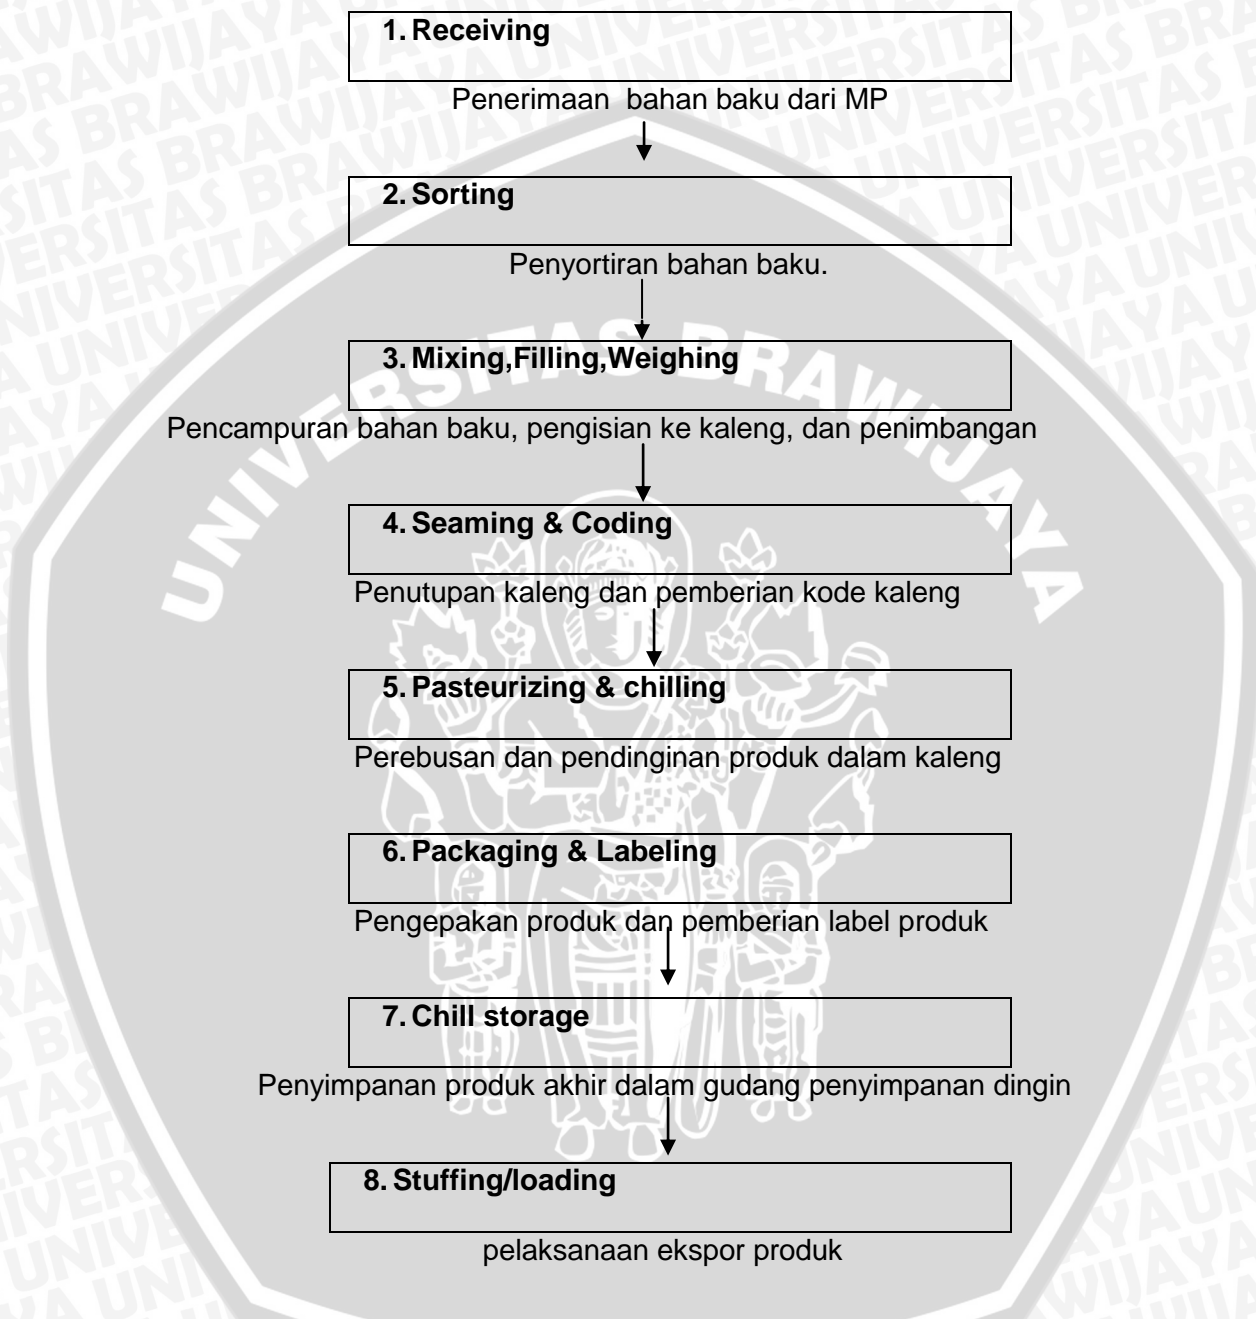 1. Receiving
Penerimaan bahan baku dari MP
2. Sorting
Penyortiran bahan baku.
3. Mixing,Filling,Weighing
Pencampuran bahan baku, pengisian ke kaleng, dan penimbangan
4. Seaming & Coding
Penutupan kaleng dan pemberian kode kaleng
5. Pasteurizing & chilling
Perebusan dan pendinginan produk dalam kaleng
6. Packaging & Labeling
Pengepakan produk dan pemberian label produk
7. Chill storage
Penyimpanan produk akhir dalam gudang penyimpanan dingin
8. Stuffing/loading
pelaksanaan ekspor produk
UNIVERSITAS BRAWIJAYA